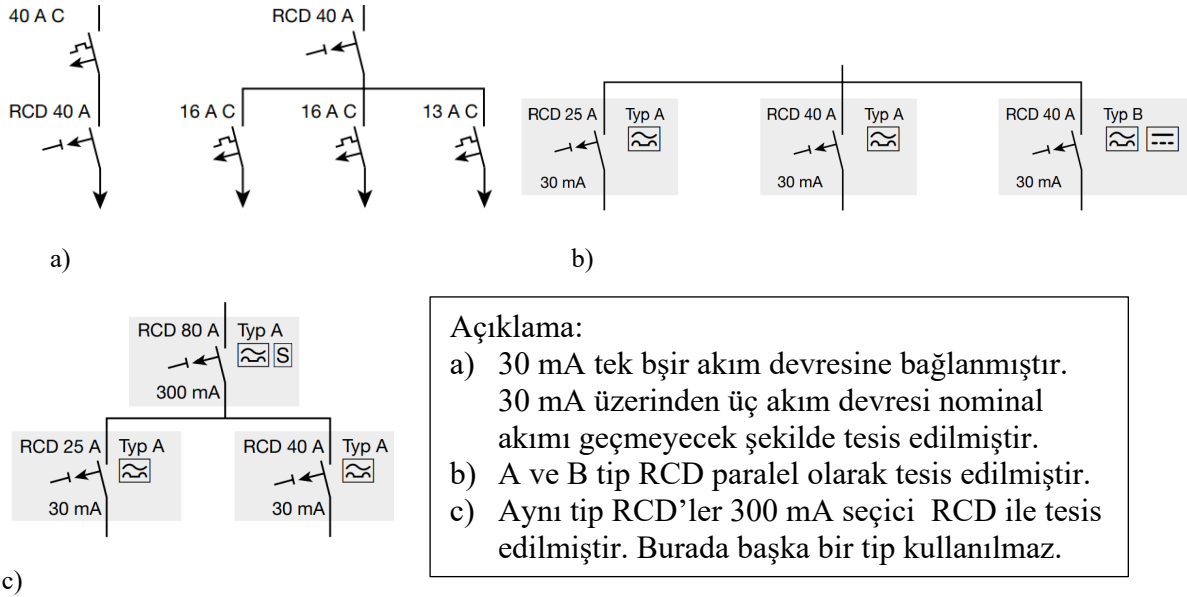 40 A C
RCD 40 A
RCD 40 A
16 A C
16 A C
13 A C
a)
RCD 25 A
Typ A
30 mA
RCD 40 A
Typ A
30 mA
RCD 40 A
Typ B
30 mA
b)
RCD 80 A
Typ A
S
300 mA
RCD 25 A
Typ A
30 mA
RCD 40 A
Typ A
30 mA
c)
Açıklama:
a) 30 mA tek bşir akım devresine bağlanmıştır.
30 mA üzerinden üç akım devresi nominal
akımı geçmeyecek şekilde tesis edilmiştir.
b) A ve B tip RCD paralel olarak tesis edilmiştir.
c) Aynı tip RCD’ler 300 mA seçici RCD ile tesis
edilmiştir. Burada başka bir tip kullanılmaz.